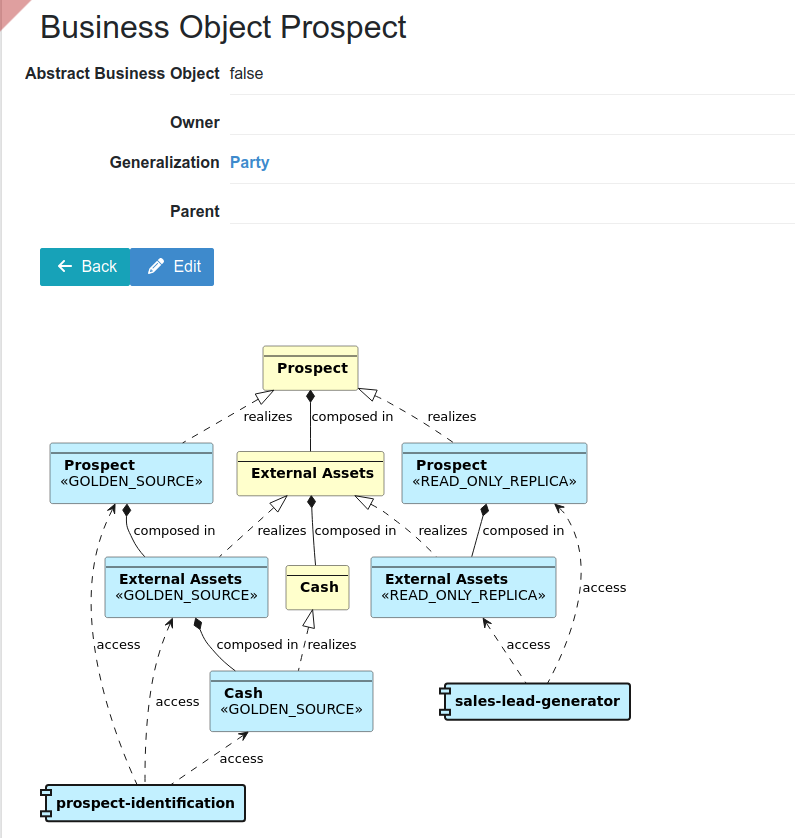 Business Object Prospect
Abstract Business Object false
Owner
Generalization Party
Parent
Back Edit
Prospect
realizes composed in realizes
Prospect
«GOLDEN_SOURCE»
External Assets
Prospect
«READ_ONLY_REPLICA»
composed in realizes composed in realizes composed in
External Assets
«GOLDEN_SOURCE»
Cash
External Assets
«READ_ONLY_REPLICA»
access
access composed in realizes access
Cash
«GOLDEN_SOURCE»
sales-lead-generator
access
access
prospect-identification